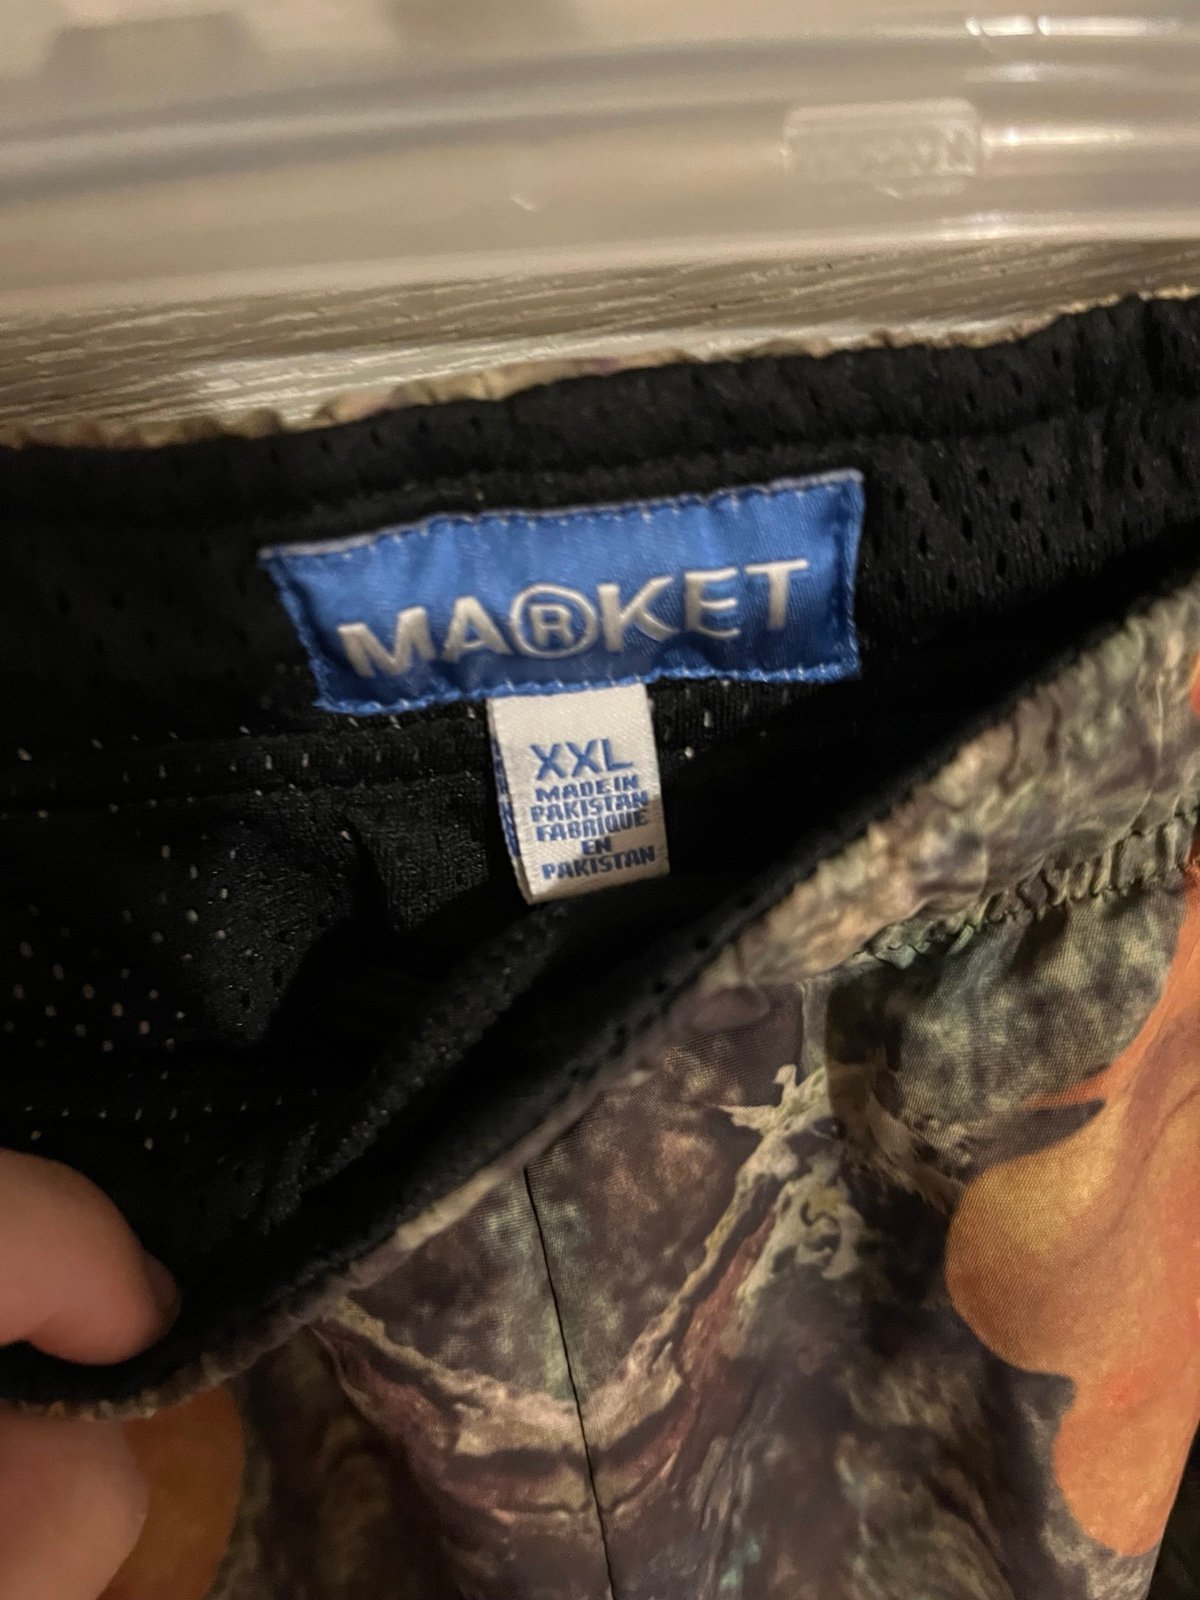 MA®KET
XXL
MADE IN
PAKISTAN
FABRIQUE
EN
PAKISTAN